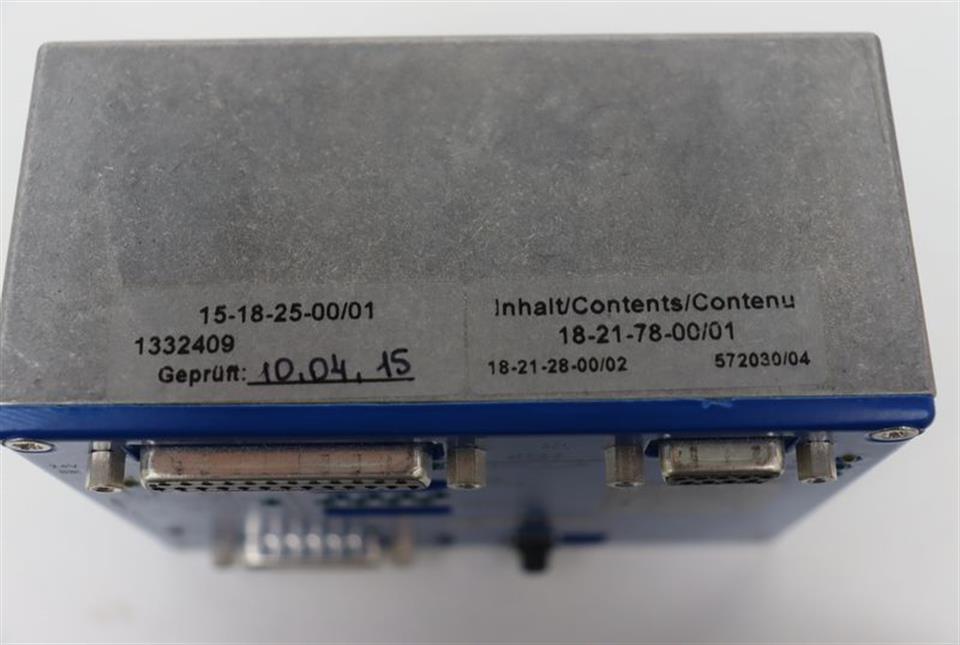 15-18-25-00/01
1332409
Geprüft: 10.04.15
Inhalt/Contents/Contenu
18-21-78-00/01
18-21-28-00/02 572030/04